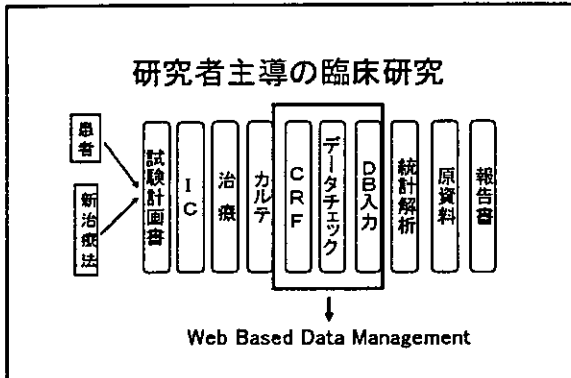 研究者主導の臨床研究
患者
新治療法
試験計画書
IC
治療
カルテ
CRF
データチェック
DB入力
統計解析
原資料
報告書
Web Based Data Management